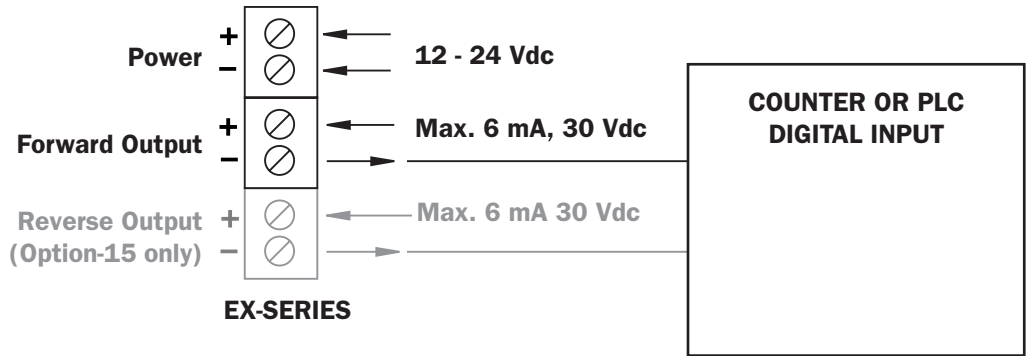 Power + 12 - 24 Vdc
−
COUNTER OR PLC
DIGITAL INPUT
Forward Output + Max. 6 mA, 30 Vdc
−
Reverse Output + Max. 6 mA 30 Vdc
(Option-15 only) −
EX-SERIES